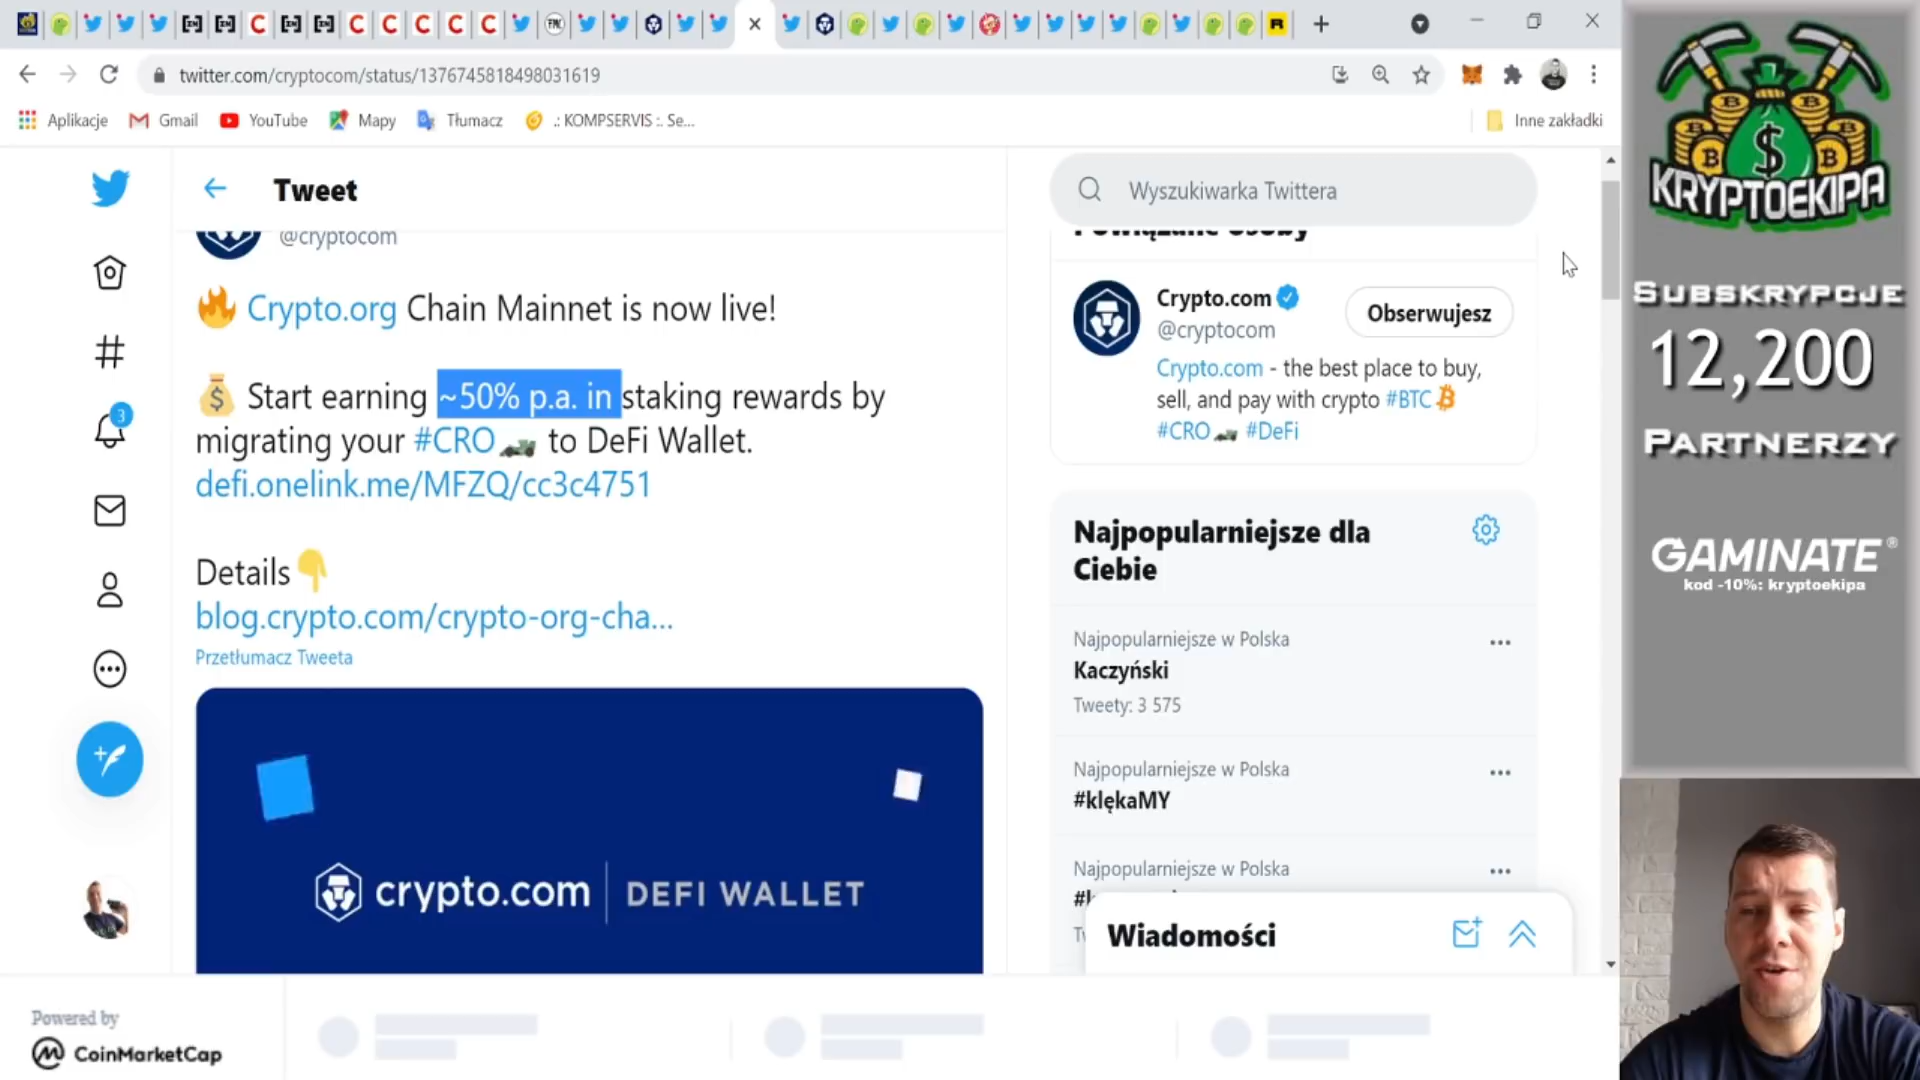 twitter.com/cryptocom/status/1376745818498031619
Aplikacje
Gmail
YouTube
Mapy
Tłumacz
.: KOMPSERVIS :. Se...
Inne zakładki
Tweet
@cryptocom
Crypto.org Chain Mainnet is now live!
Start earning ~50% p.a. in staking rewards by
migrating your #CRO to DeFi Wallet.
defi.onelink.me/MFZQ/cc3c4751
Details
blog.crypto.com/crypto-org-cha...
Przetłumacz Tweeta
crypto.com | DEFI WALLET
3
Wyszukiwarka Twittera
Powiązane osoby
Crypto.com
@cryptocom
Obserwujesz
Crypto.com - the best place to buy,
sell, and pay with crypto #BTC
#CRO #DeFi
Najpopularniejsze dla
Ciebie
Najpopularniejsze w Polska
Kaczyński
Tweety: 3 575
Najpopularniejsze w Polska
#klękaMY
Najpopularniejsze w Polska
Wiadomości
Powered by
CoinMarketCap
KRYPTOEKIPA
SUBSKRYPCJE
12,200
PARTNERZY
GAMINATE®
kod -10%: kryptoekipa